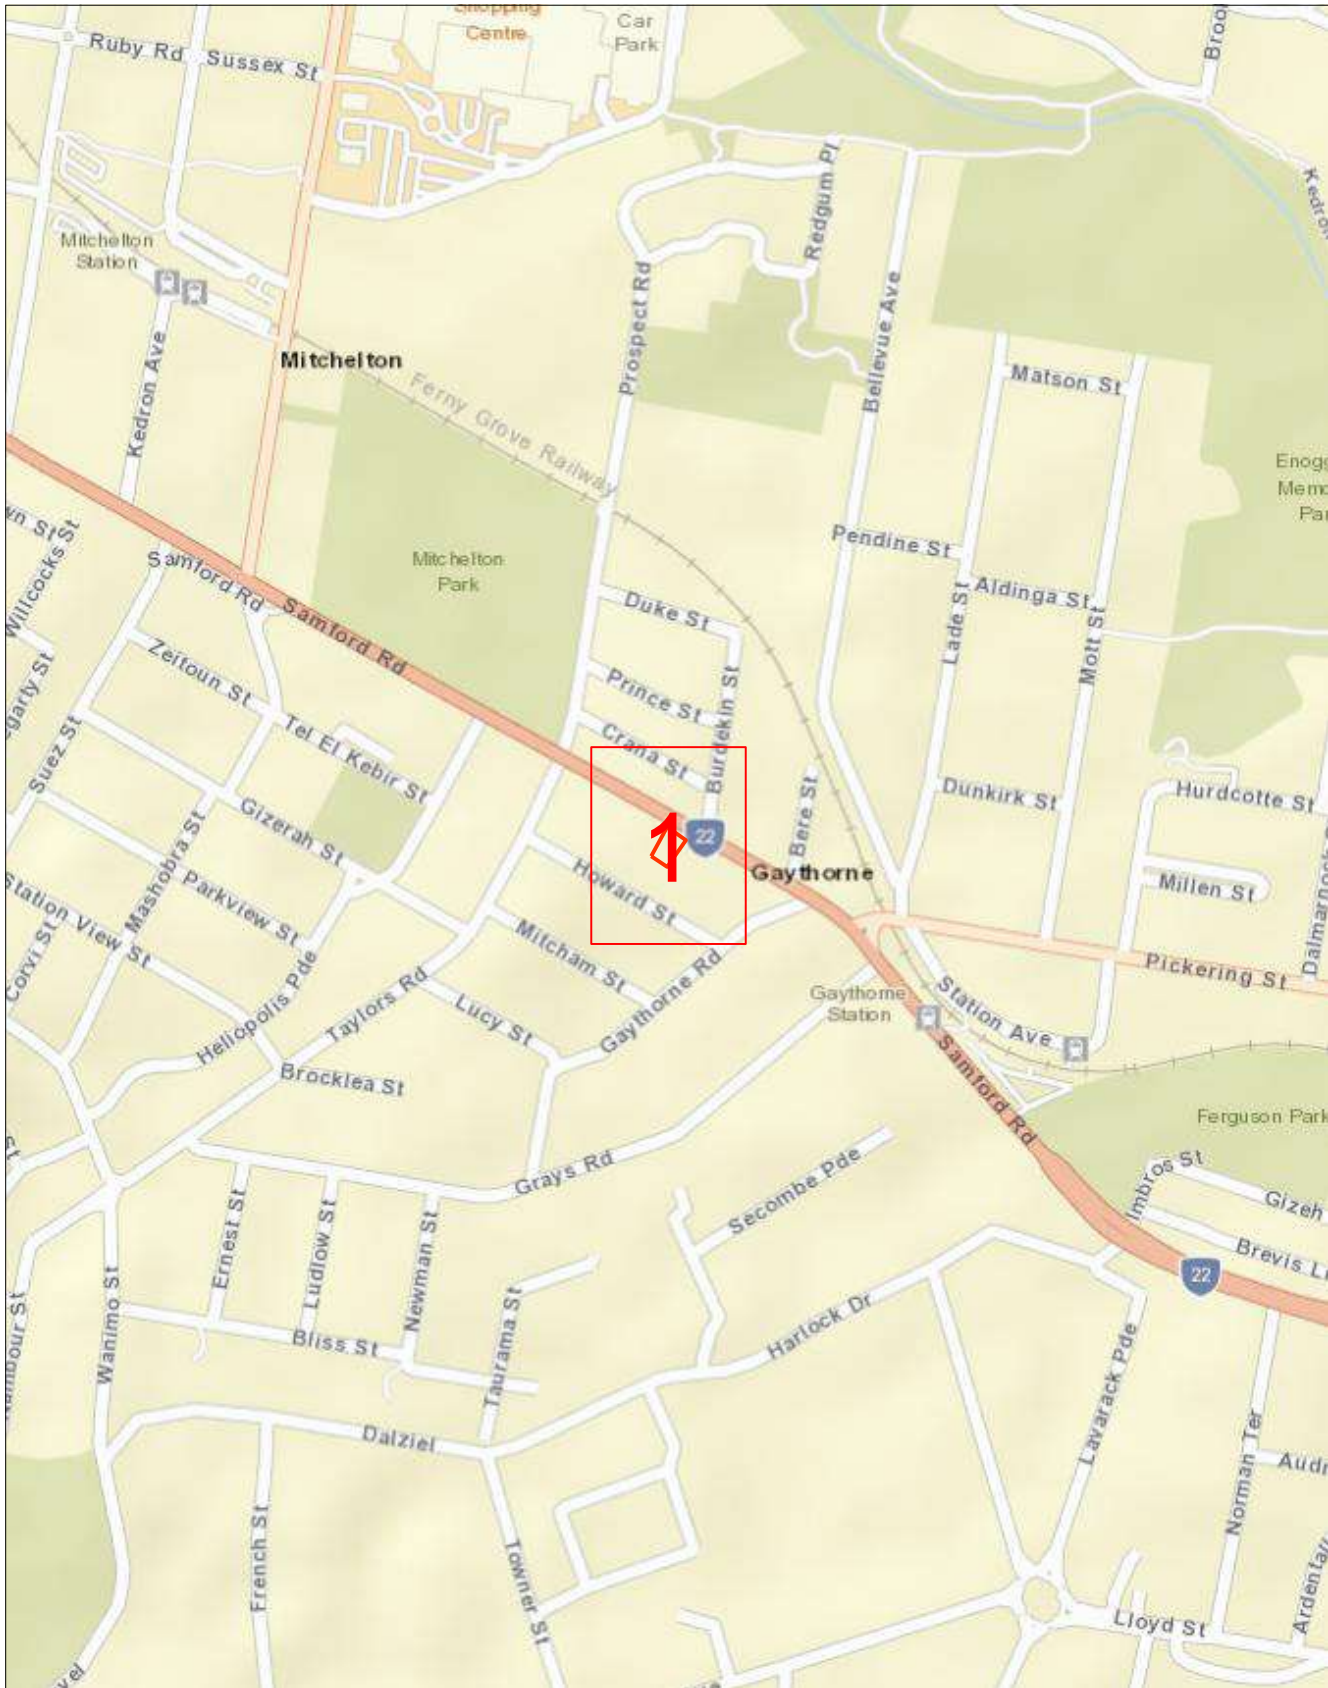 Shopping
Centre
Car
Park
Ruby Rd
Sussex St
Mitchelton
Station
Redgum Pl
Prospect Rd
Bellevue Ave
Kedron Ave
Mitchelton
Ferny Grove Railway
Matson St
Mitchelton
Park
Pendine St
Aldinga St
Samford Rd
Samford Rd
Willcocks St
Duke St
Lade St
Mott St
Zeitoun St
Prince St
Burdekin St
Suez St
Tel El Kebir St
Crana St
Bere St
Dunkirk St
Hurdcotte St
Gizerah St
Mashobra St
1
22
Howard St
Gaythorne
Millen St
Parkview St
Station View St
Corvi St
Mitcham St
Pickering St
Heliopolis Pde
Taylors Rd
Lucy St
Gaythorne Rd
Gaythorne
Station
Station Ave
Samford Rd
Brocklea St
Ferguson Park
Grays Rd
Secombe Pde
Imbros St
Gizeh
Ernest St
Ludlow St
Newman St
Brevis
22
Wanimo St
Bliss St
Taurama St
Harlock Dr
Lavarack Pde
Dalziel
Norman Ter
French St
Towner St
Lloyd St